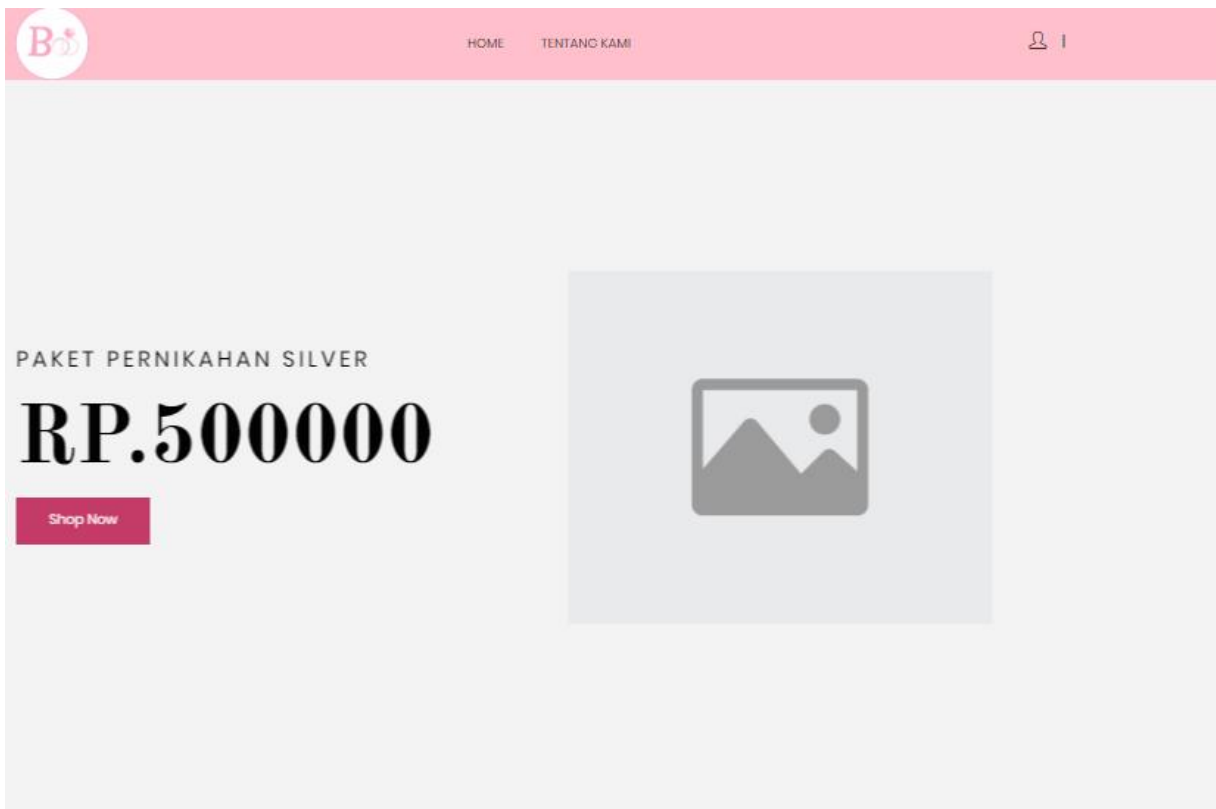 B
HOME TENTANG KAMI
PAKET PERNIKAHAN SILVER
RP.500000
Shop Now